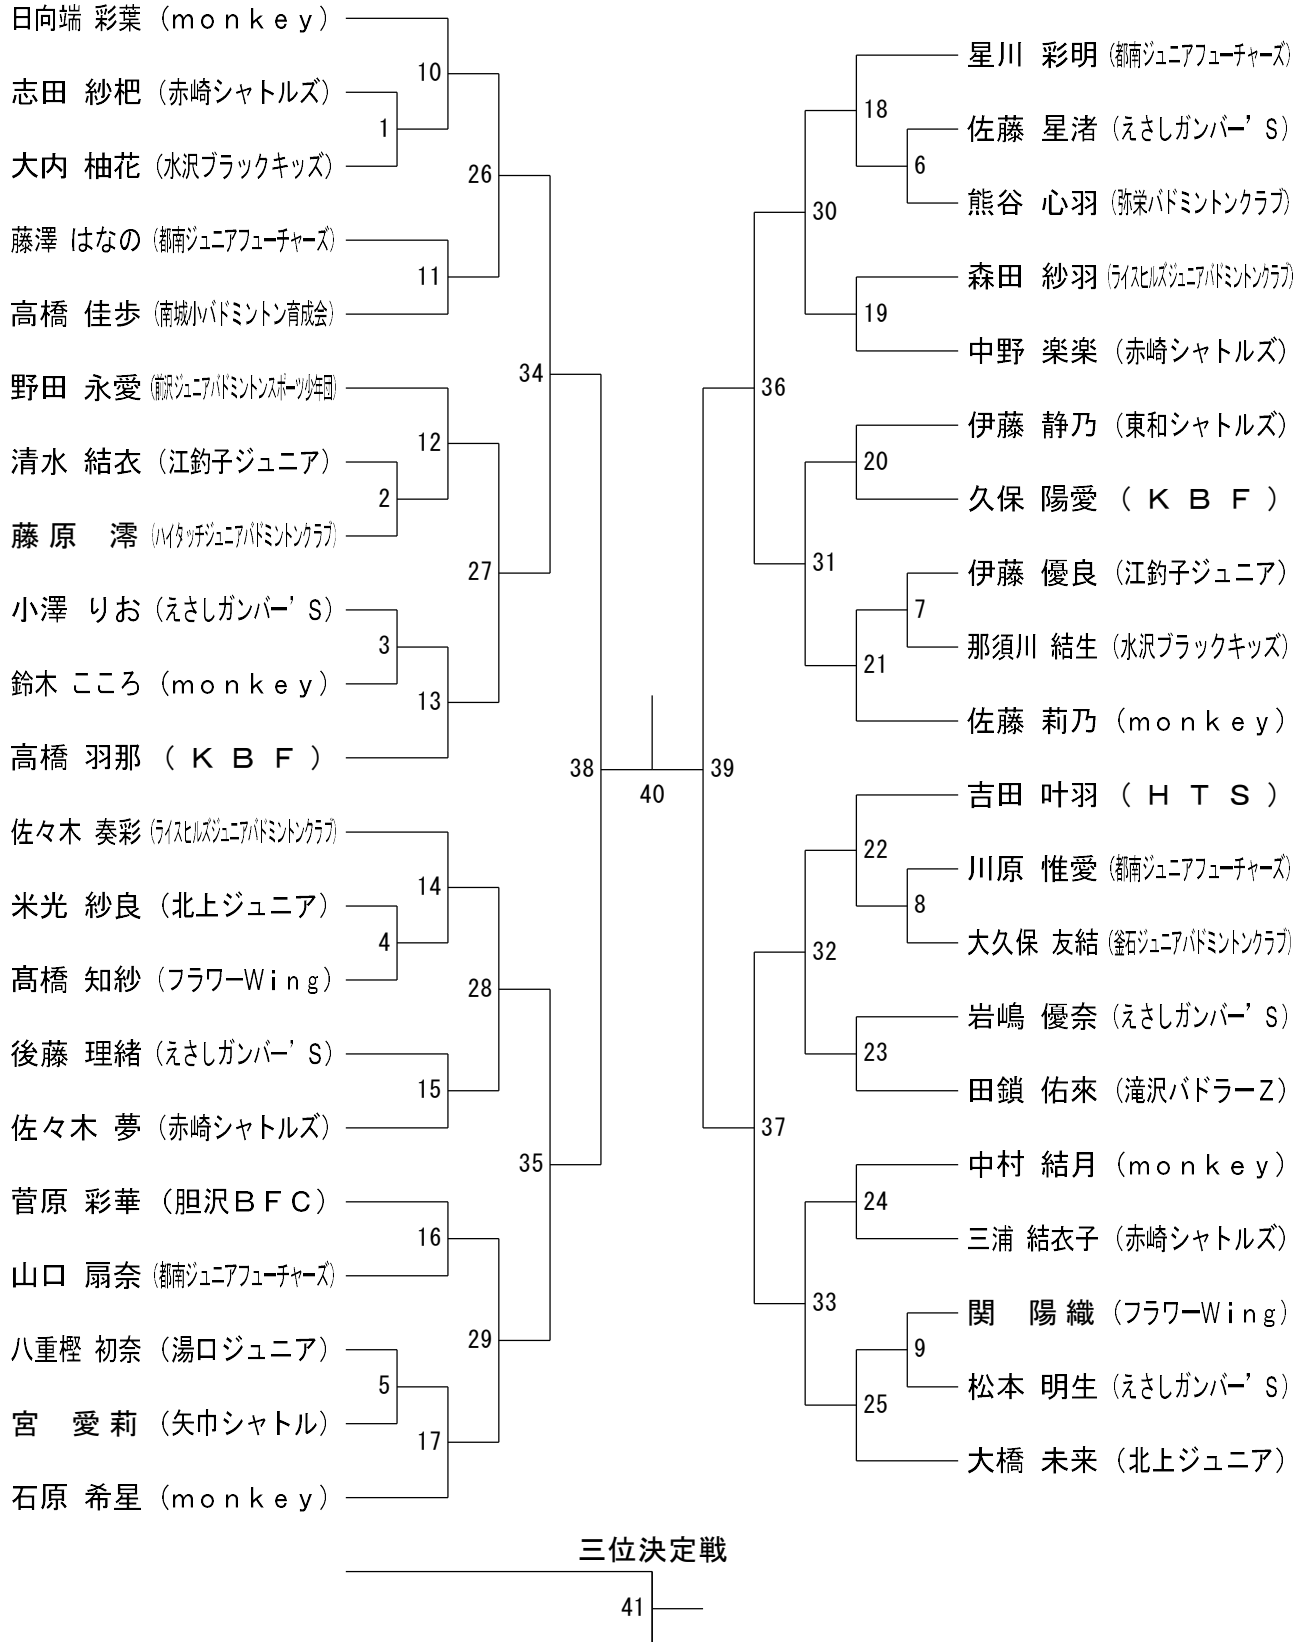 日向端 彩葉 (ｍｏｎｋｅｙ)
10
志田 紗杷 (赤崎シャトルズ)
1
大内 柚花 (水沢ブラックキッズ)
26
藤澤 はなの (都南ジュニアフューチャーズ)
11
高橋 佳歩 (南城小バドミントン育成会)
34
野田 永愛 (前沢ジュニアバドミントンスポーツ少年団)
12
清水 結衣 (江釣子ジュニア)
2
藤原 澪 (ハイタッチジュニアバドミントンクラブ)
27
小澤 りお (えさしガンバー’Ｓ)
3
鈴木 こころ (ｍｏｎｋｅｙ)
13
高橋 羽那 (ＫＢＦ)
38
佐々木 奏彩 (ライスヒルズジュニアバドミントンクラブ)
14
米光 紗良 (北上ジュニア)
4
髙橋 知紗 (フラワーＷｉｎｇ)
28
後藤 理緒 (えさしガンバー’Ｓ)
15
佐々木 夢 (赤崎シャトルズ)
35
菅原 彩華 (胆沢ＢＦＣ)
16
山口 扇奈 (都南ジュニアフューチャーズ)
29
八重樫 初奈 (湯口ジュニア)
5
宮 愛莉 (矢巾シャトル)
17
石原 希星 (ｍｏｎｋｅｙ)
40
星川 彩明 (都南ジュニアフューチャーズ)
18
佐藤 星渚 (えさしガンバー’Ｓ)
6
熊谷 心羽 (弥栄バドミントンクラブ)
30
森田 紗羽 (ライスヒルズジュニアバドミントンクラブ)
19
中野 楽楽 (赤崎シャトルズ)
36
伊藤 静乃 (東和シャトルズ)
20
久保 陽愛 (ＫＢＦ)
31
伊藤 優良 (江釣子ジュニア)
7
那須川 結生 (水沢ブラックキッズ)
21
佐藤 莉乃 (ｍｏｎｋｅｙ)
39
吉田 叶羽 (ＨＴＳ)
22
川原 惟愛 (都南ジュニアフューチャーズ)
8
大久保 友結 (釜石ジュニアバドミントンクラブ)
32
岩嶋 優奈 (えさしガンバー’Ｓ)
23
田鎖 佑來 (滝沢バドラーＺ)
37
中村 結月 (ｍｏｎｋｅｙ)
24
三浦 結衣子 (赤崎シャトルズ)
33
関 陽織 (フラワーＷｉｎｇ)
9
松本 明生 (えさしガンバー’Ｓ)
25
大橋 未来 (北上ジュニア)
三位決定戦
41